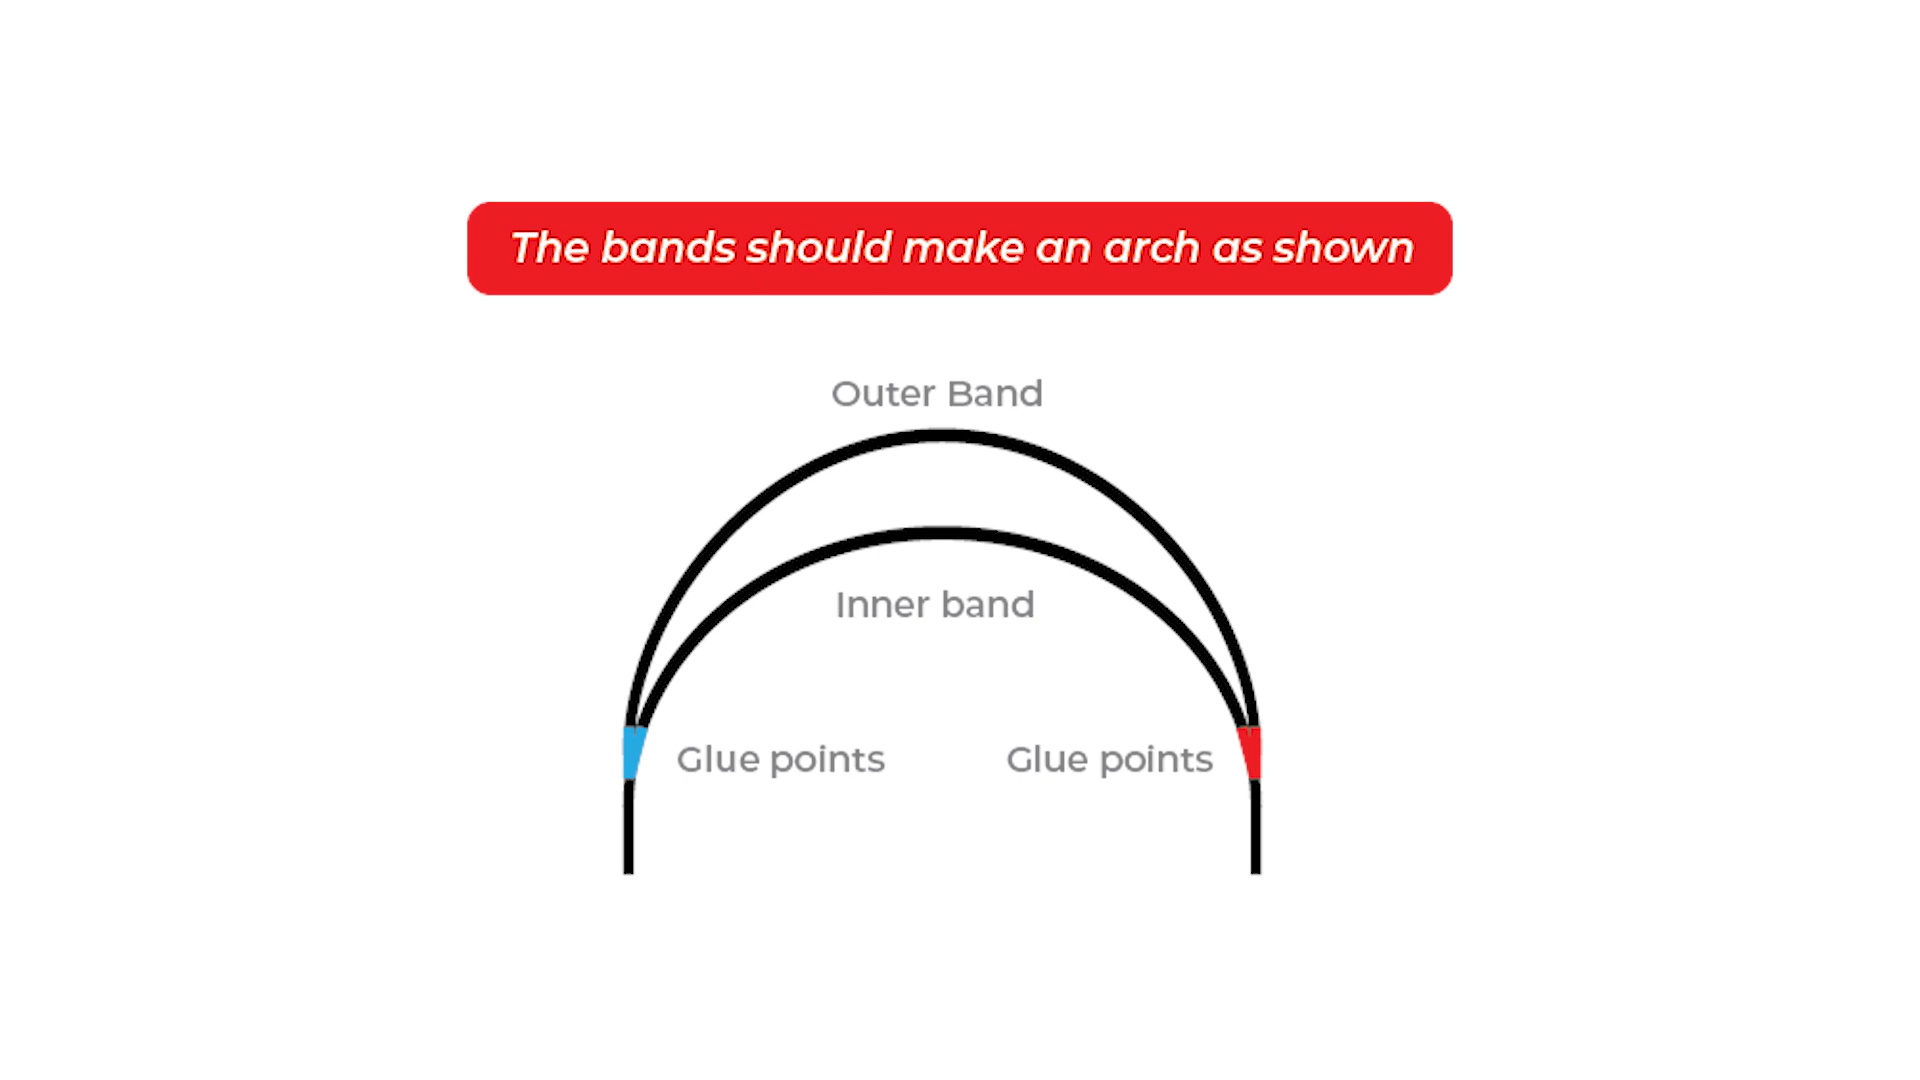 The bands should make an arch as shown
Outer Band
Inner band
Glue points
Glue points